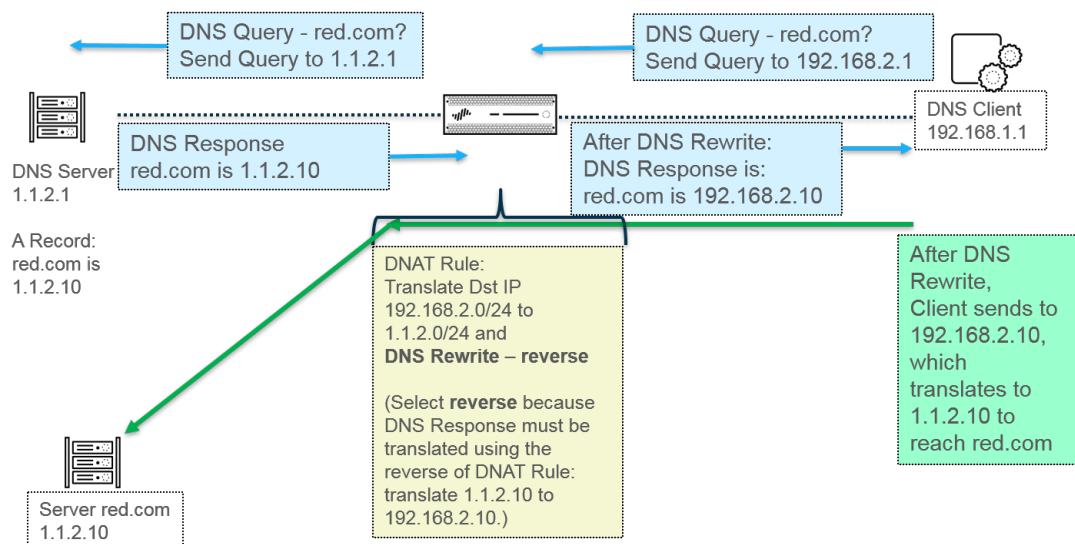 DNS Query - red.com?
Send Query to 1.1.2.1
DNS Query - red.com?
Send Query to 192.168.2.1
DNS Client
192.168.1.1
DNS Server
1.1.2.1
A Record:
red.com is
1.1.2.10
DNS Response
red.com is 1.1.2.10
After DNS Rewrite:
DNS Response is:
red.com is 192.168.2.10
DNAT Rule:
Translate Dst IP
192.168.2.0/24 to
1.1.2.0/24 and
DNS Rewrite – reverse
(Select reverse because
DNS Response must be
translated using the
reverse of DNAT Rule:
translate 1.1.2.10 to
192.168.2.10.)
After DNS
Rewrite,
Client sends to
192.168.2.10,
which
translates to
1.1.2.10 to
reach red.com
Server red.com
1.1.2.10